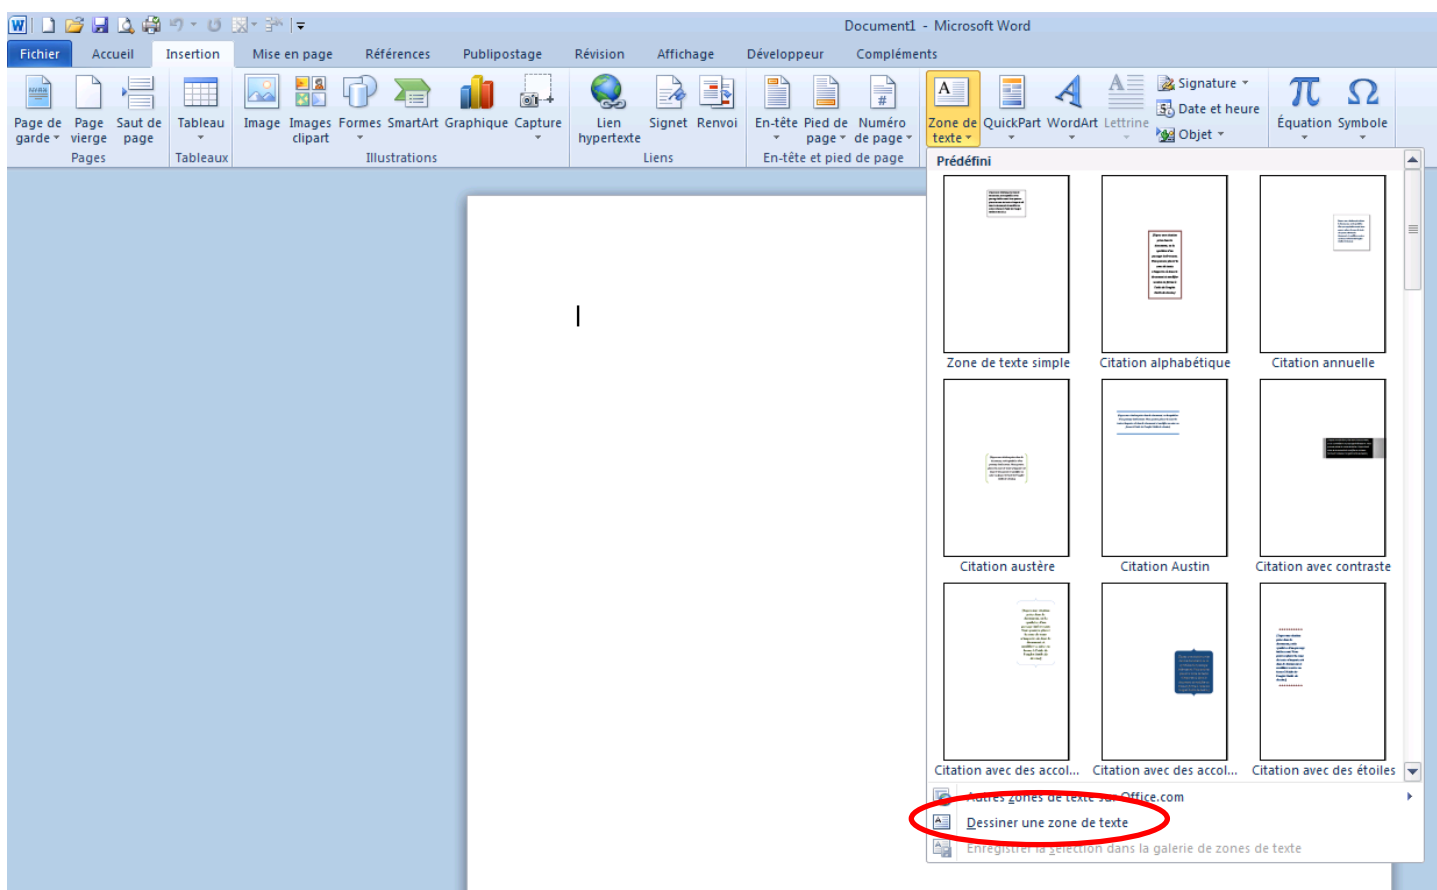 Document1 - Microsoft Word
Fichier Accueil Insertion Mise en page Références Publipostage Révision Affichage Développeur Compléments
Page de garde
Page vierge
Saut de page
Pages
Tableau
Tableaux
Image
Images clipart
Formes
SmartArt
Graphique
Capture
Illustrations
Lien hypertexte
Signet
Renvoi
Liens
En-tête
Pied de page
Numéro de page
En-tête et pied de page
Zone de texte
QuickPart
WordArt
Lettrine
Signature
Date et heure
Objet
Équation
Symbole
Prédéfini
Zone de texte simple
Citation alphabétique
Citation annuelle
Citation austère
Citation Austin
Citation avec contraste
Citation avec des accol...
Citation avec des accol...
Citation avec des étoiles
Autres zones de texte sur Office.com
Dessiner une zone de texte
Enregistrer la sélection dans la galerie de zones de texte